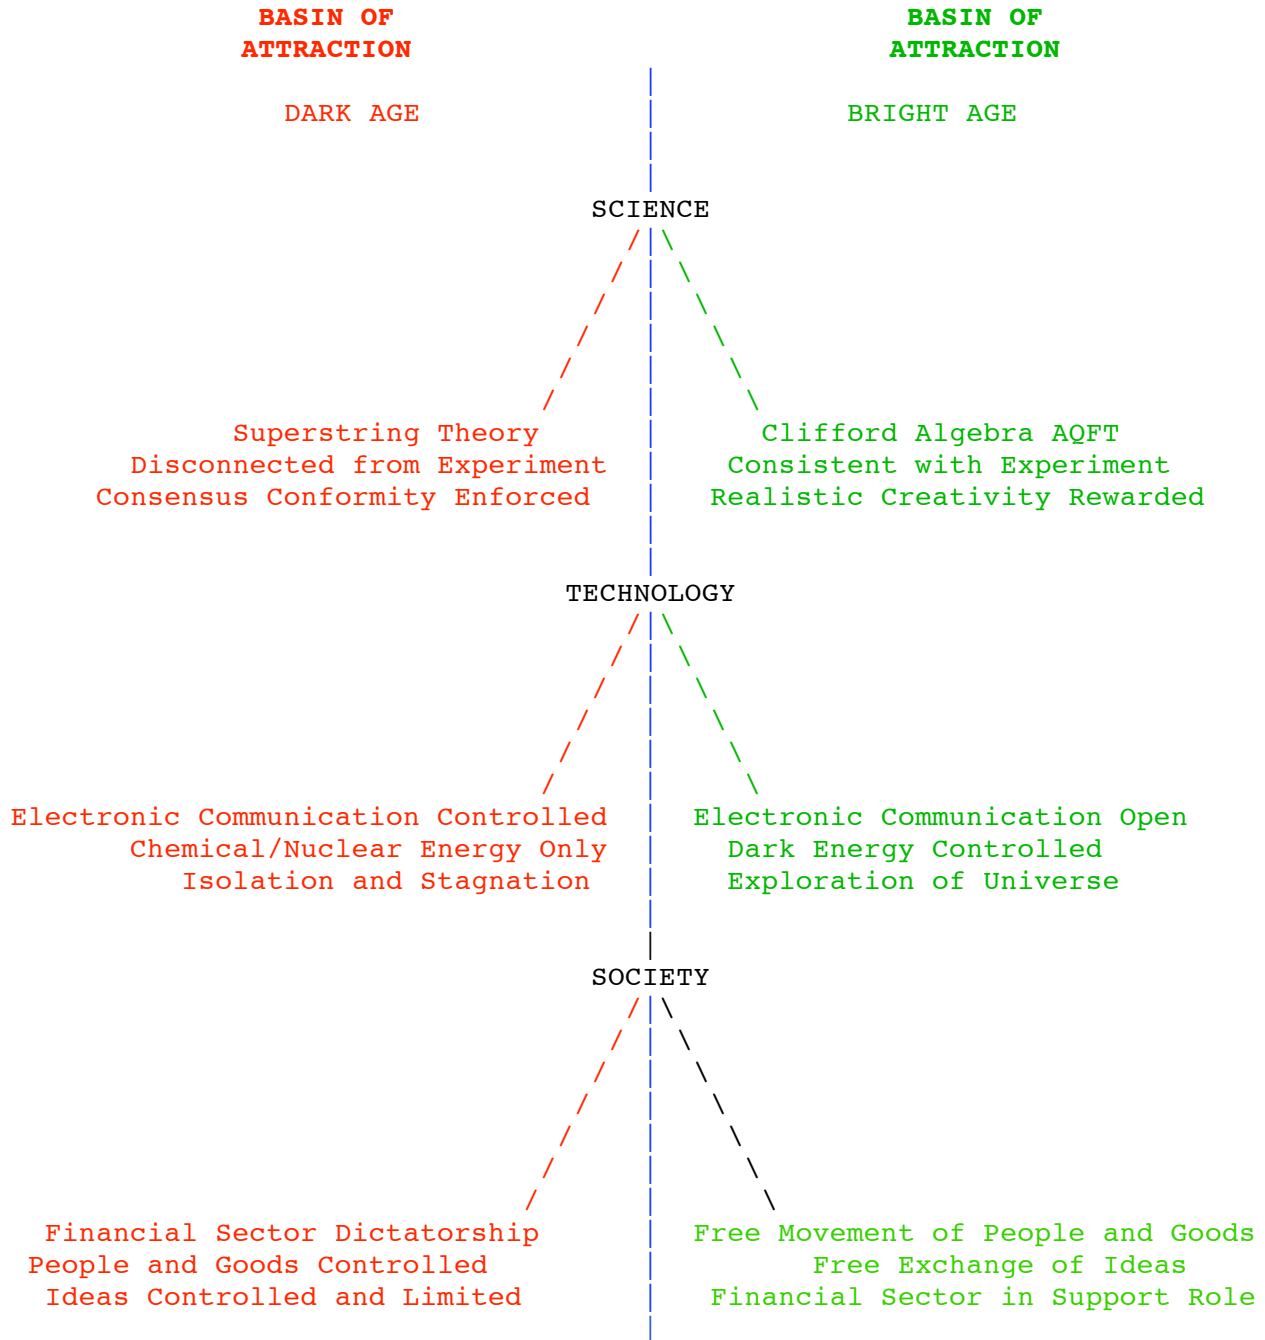 BASIN OF
ATTRACTION
BASIN OF
ATTRACTION
DARK AGE
BRIGHT AGE
SCIENCE
Superstring Theory
Disconnected from Experiment
Consensus Conformity Enforced
Clifford Algebra AQFT
Consistent with Experiment
Realistic Creativity Rewarded
TECHNOLOGY
Electronic Communication Controlled
Chemical/Nuclear Energy Only
Isolation and Stagnation
Electronic Communication Open
Dark Energy Controlled
Exploration of Universe
SOCIETY
Financial Sector Dictatorship
People and Goods Controlled
Ideas Controlled and Limited
Free Movement of People and Goods
Free Exchange of Ideas
Financial Sector in Support Role